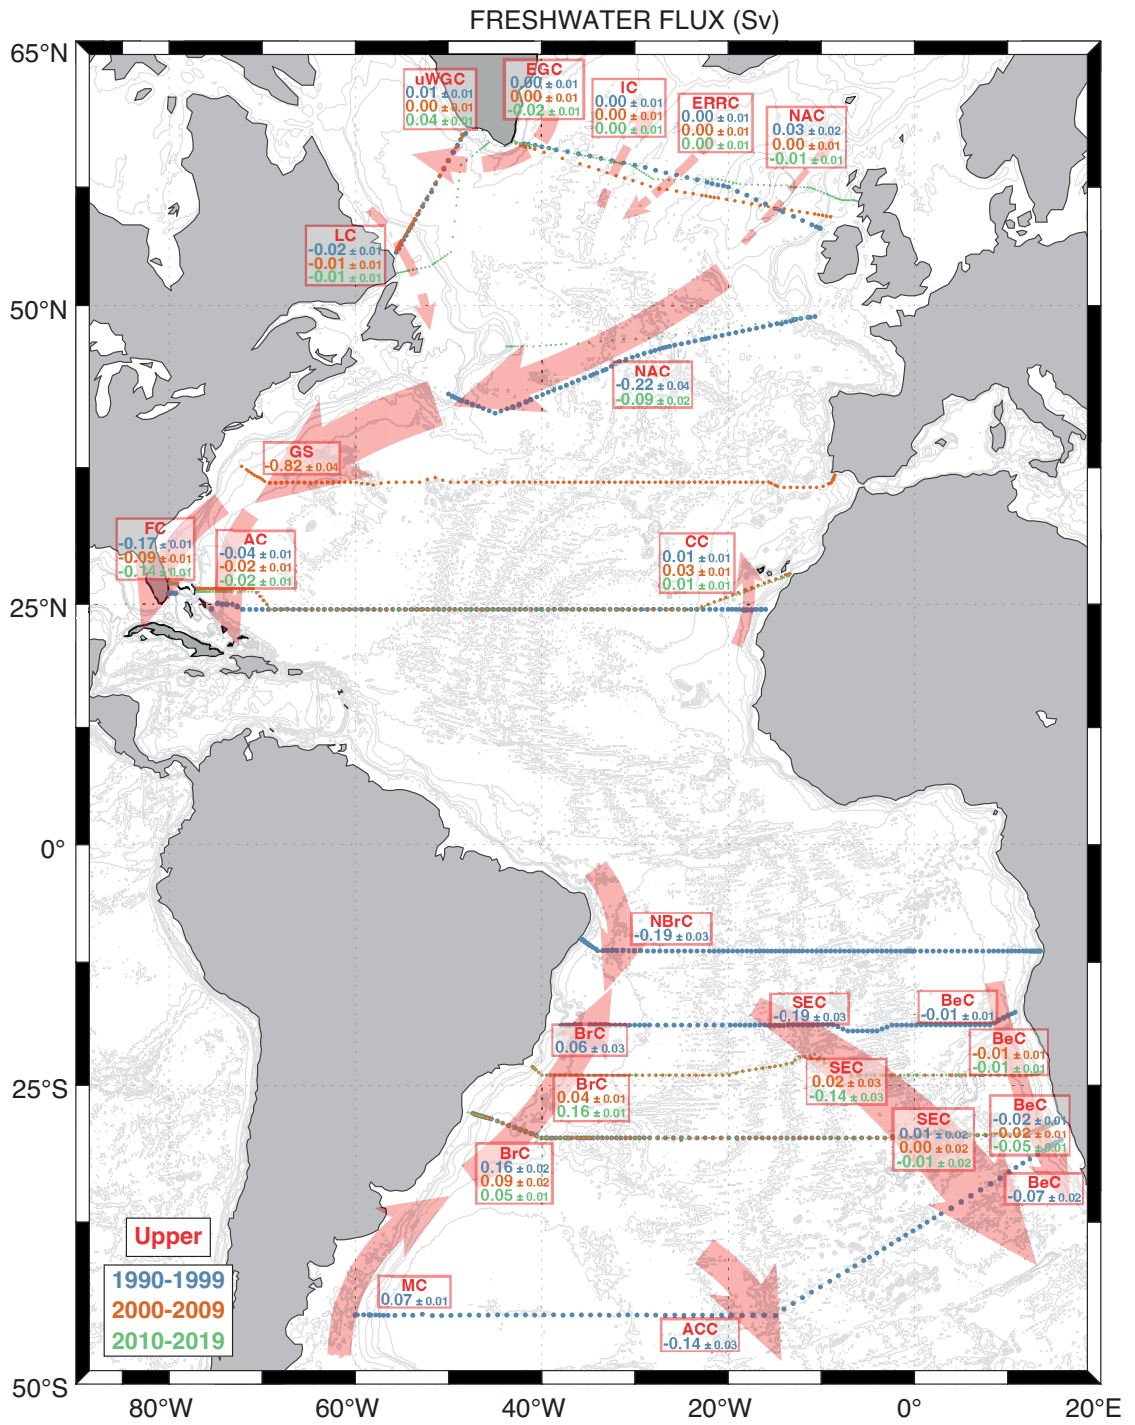 FRESHWATER FLUX (Sv)
65°N
50°N
25°N
0°
25°S
50°S
uWGC
0.01 ± 0.01
0.00 ± 0.01
0.04 ± 0.01
EGC
0.00 ± 0.01
0.00 ± 0.01
-0.02 ± 0.01
IC
0.00 ± 0.01
0.00 ± 0.01
0.00 ± 0.01
ERRC
0.00 ± 0.01
0.00 ± 0.01
0.00 ± 0.01
NAC
0.03 ± 0.02
0.00 ± 0.01
-0.01 ± 0.01
LC
-0.02 ± 0.01
-0.01 ± 0.01
-0.01 ± 0.01
NAC
-0.22 ± 0.04
-0.09 ± 0.02
GS
-0.82 ± 0.04
FC
-0.17 ± 0.01
-0.09 ± 0.01
-0.14 ± 0.01
AC
-0.04 ± 0.01
-0.02 ± 0.01
-0.02 ± 0.01
CC
0.01 ± 0.01
0.03 ± 0.01
0.01 ± 0.01
NBrC
-0.19 ± 0.03
SEC
-0.19 ± 0.03
BeC
-0.01 ± 0.01
BrC
0.06 ± 0.03
BeC
-0.01 ± 0.01
-0.01 ± 0.01
SEC
0.02 ± 0.03
-0.14 ± 0.03
BrC
0.04 ± 0.01
0.16 ± 0.01
BeC
-0.02 ± 0.01
0.02 ± 0.01
-0.05 ± 0.01
SEC
0.01 ± 0.02
0.00 ± 0.02
-0.01 ± 0.02
BrC
0.16 ± 0.02
0.09 ± 0.02
0.05 ± 0.01
BeC
-0.07 ± 0.02
MC
0.07 ± 0.01
ACC
-0.14 ± 0.03
Upper
1990-1999
2000-2009
2010-2019
80°W
60°W
40°W
20°W
0°
20°E